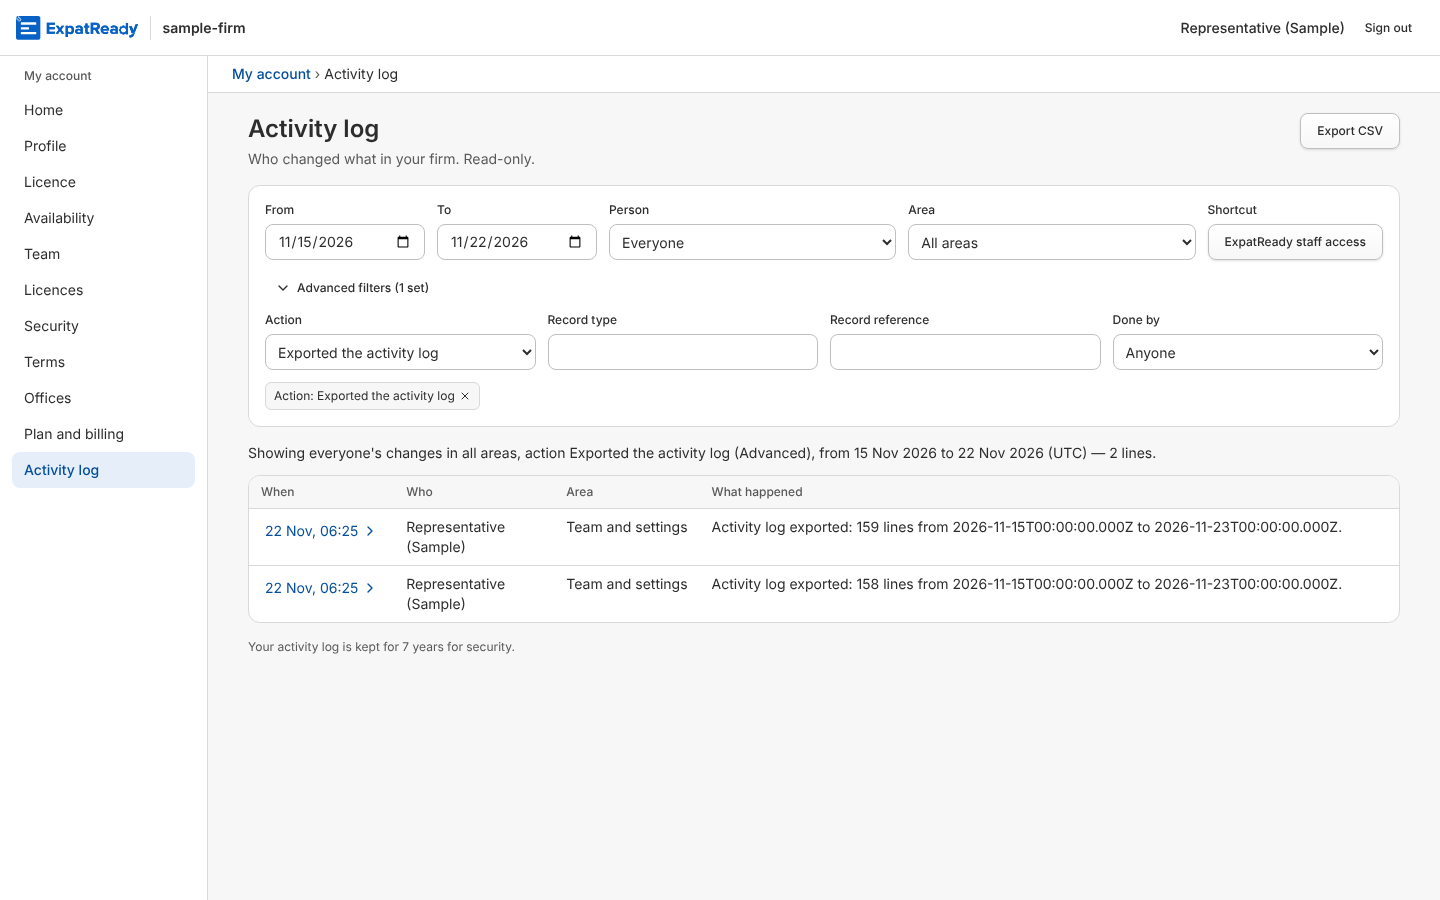 ExpatReady
sample-firm
Representative (Sample)
Sign out
My account
Home
Profile
Licence
Availability
Team
Licences
Security
Terms
Offices
Plan and billing
Activity log
My account › Activity log
Activity log
Who changed what in your firm. Read-only.
Export CSV
From
To
Person
Area
Shortcut
11/15/2026
11/22/2026
Everyone
All areas
ExpatReady staff access
Advanced filters (1 set)
Action
Record type
Record reference
Done by
Exported the activity log
Anyone
Action: Exported the activity log ×
Showing everyone's changes in all areas, action Exported the activity log (Advanced), from 15 Nov 2026 to 22 Nov 2026 (UTC) — 2 lines.
When
Who
Area
What happened
22 Nov, 06:25
Representative
(Sample)
Team and settings
Activity log exported: 159 lines from 2026-11-15T00:00:00.000Z to 2026-11-23T00:00:00.000Z.
22 Nov, 06:25
Representative
(Sample)
Team and settings
Activity log exported: 158 lines from 2026-11-15T00:00:00.000Z to 2026-11-23T00:00:00.000Z.
Your activity log is kept for 7 years for security.